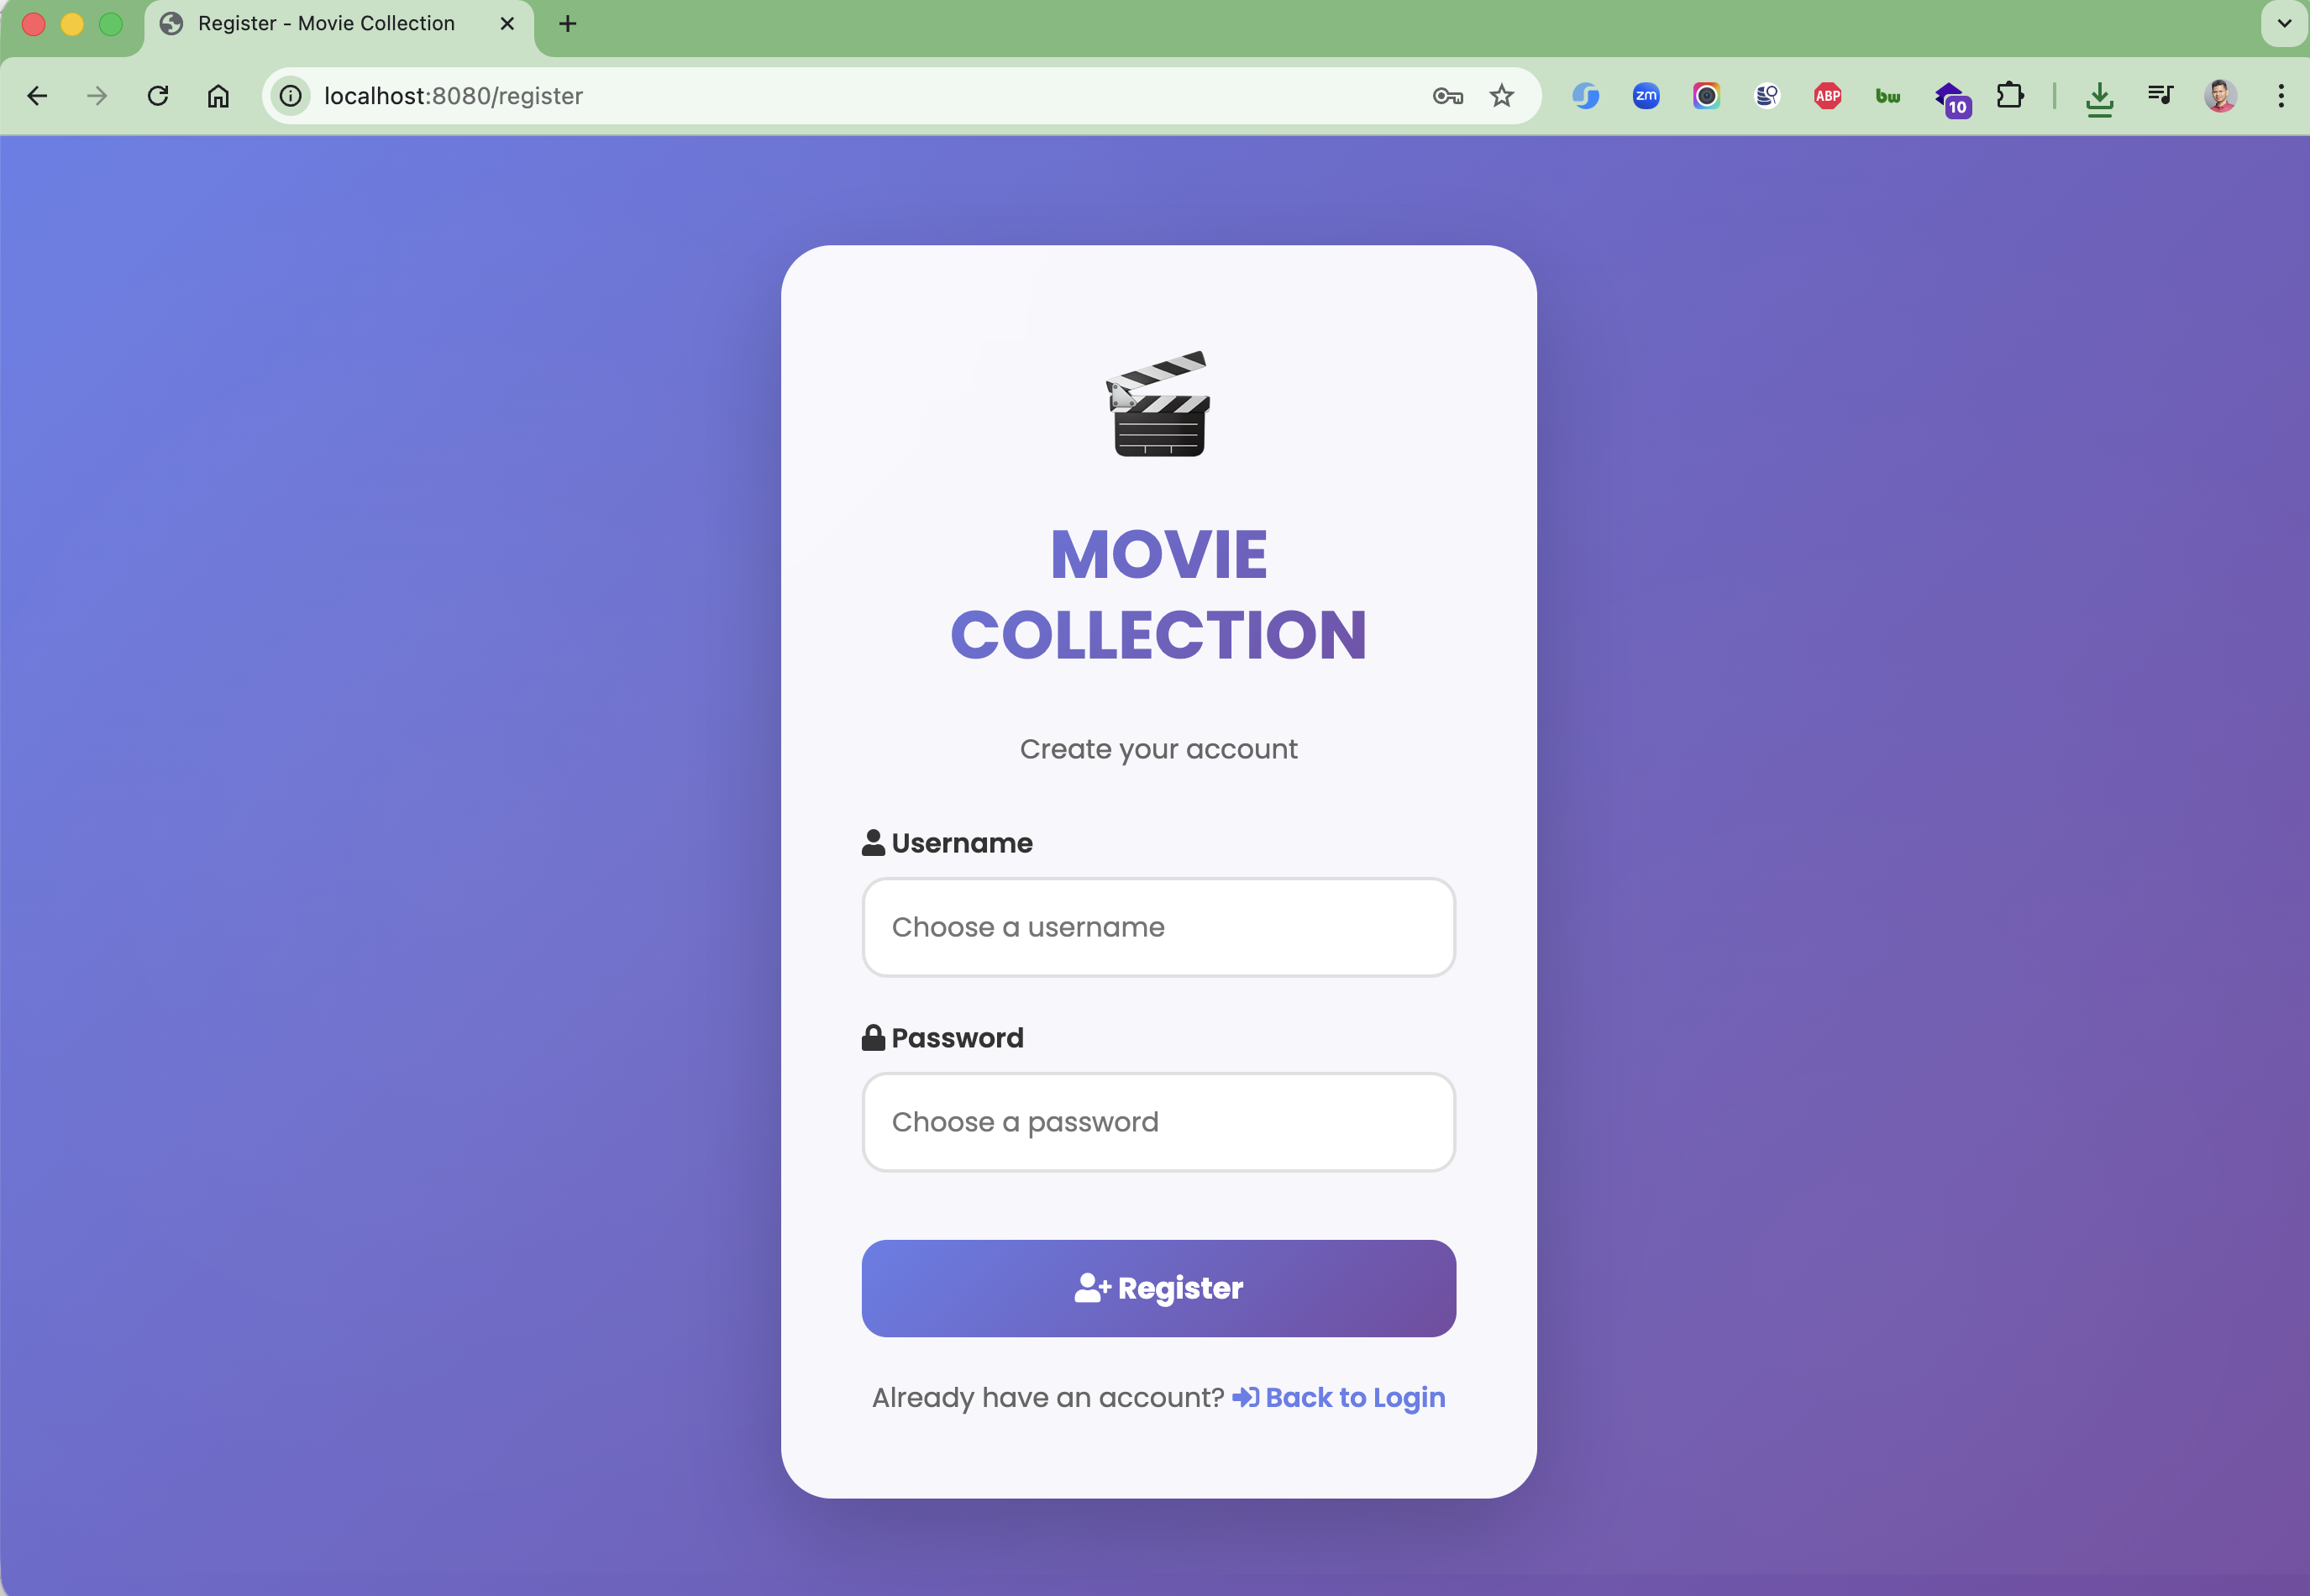 Register - Movie Collection
localhost:8080/register
zm
ABP
bw
10
MOVIE
COLLECTION
Create your account
Username
Choose a username
Password
Choose a password
Register
Already have an account? Back to Login